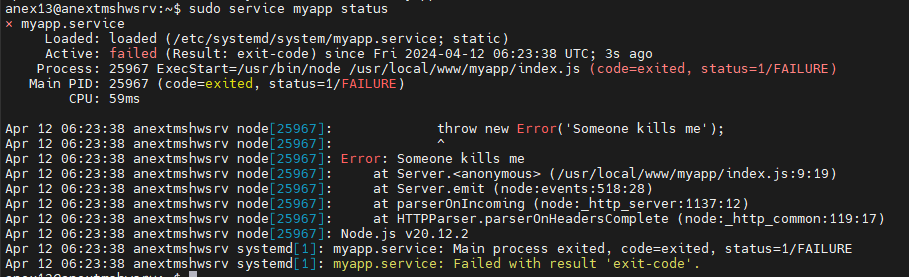 anex13@anextmshwsrv:~$ sudo service myapp status
× myapp.service
     Loaded: loaded (/etc/systemd/system/myapp.service; static)
     Active: failed (Result: exit-code) since Fri 2024-04-12 06:23:38 UTC; 3s ago
    Process: 25967 ExecStart=/usr/bin/node /usr/local/www/myapp/index.js (code=exited, status=1/FAILURE)
   Main PID: 25967 (code=exited, status=1/FAILURE)
        CPU: 59ms
Apr 12 06:23:38 anextmshwsrv node[25967]:             throw new Error('Someone kills me');
Apr 12 06:23:38 anextmshwsrv node[25967]:             ^
Apr 12 06:23:38 anextmshwsrv node[25967]: Error: Someone kills me
Apr 12 06:23:38 anextmshwsrv node[25967]:     at Server.<anonymous> (/usr/local/www/myapp/index.js:9:19)
Apr 12 06:23:38 anextmshwsrv node[25967]:     at Server.emit (node:events:518:28)
Apr 12 06:23:38 anextmshwsrv node[25967]:     at parserOnIncoming (node:_http_server:1137:12)
Apr 12 06:23:38 anextmshwsrv node[25967]:     at HTTPParser.parserOnHeadersComplete (node:_http_common:119:17)
Apr 12 06:23:38 anextmshwsrv node[25967]: Node.js v20.12.2
Apr 12 06:23:38 anextmshwsrv systemd[1]: myapp.service: Main process exited, code=exited, status=1/FAILURE
Apr 12 06:23:38 anextmshwsrv systemd[1]: myapp.service: Failed with result 'exit-code'.
anex13@anextmshwsrv:~$